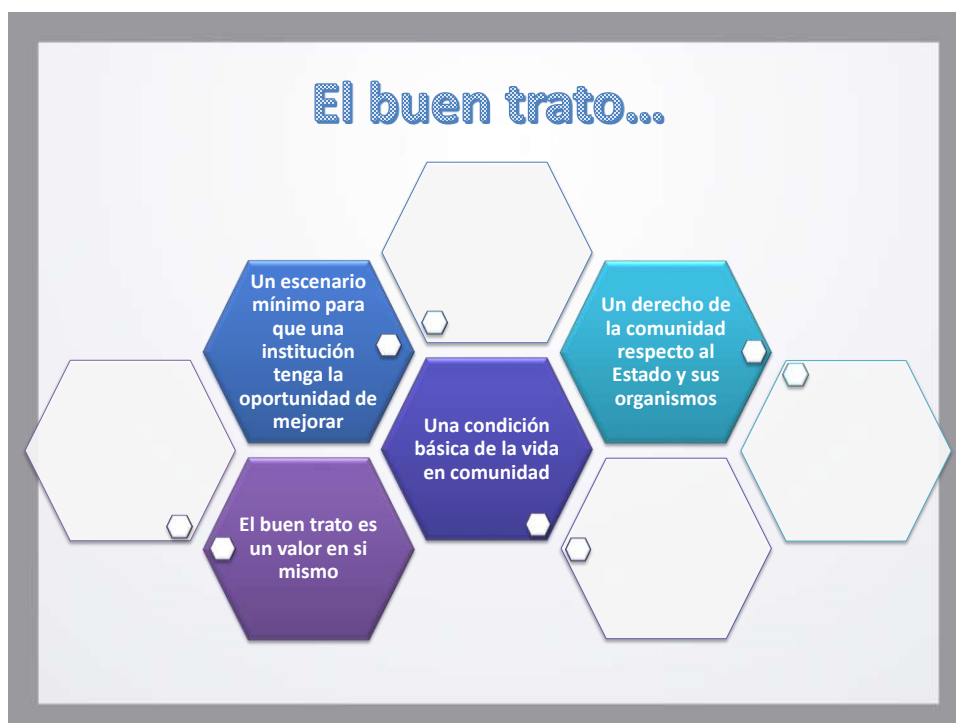 El buen trato...
Un escenario
mínimo para
que una
institución
tenga la
oportunidad de
mejorar
Un derecho de
la comunidad
respecto al
Estado y sus
organismos
Una condición
básica de la vida
en comunidad
El buen trato es
un valor en si
mismo